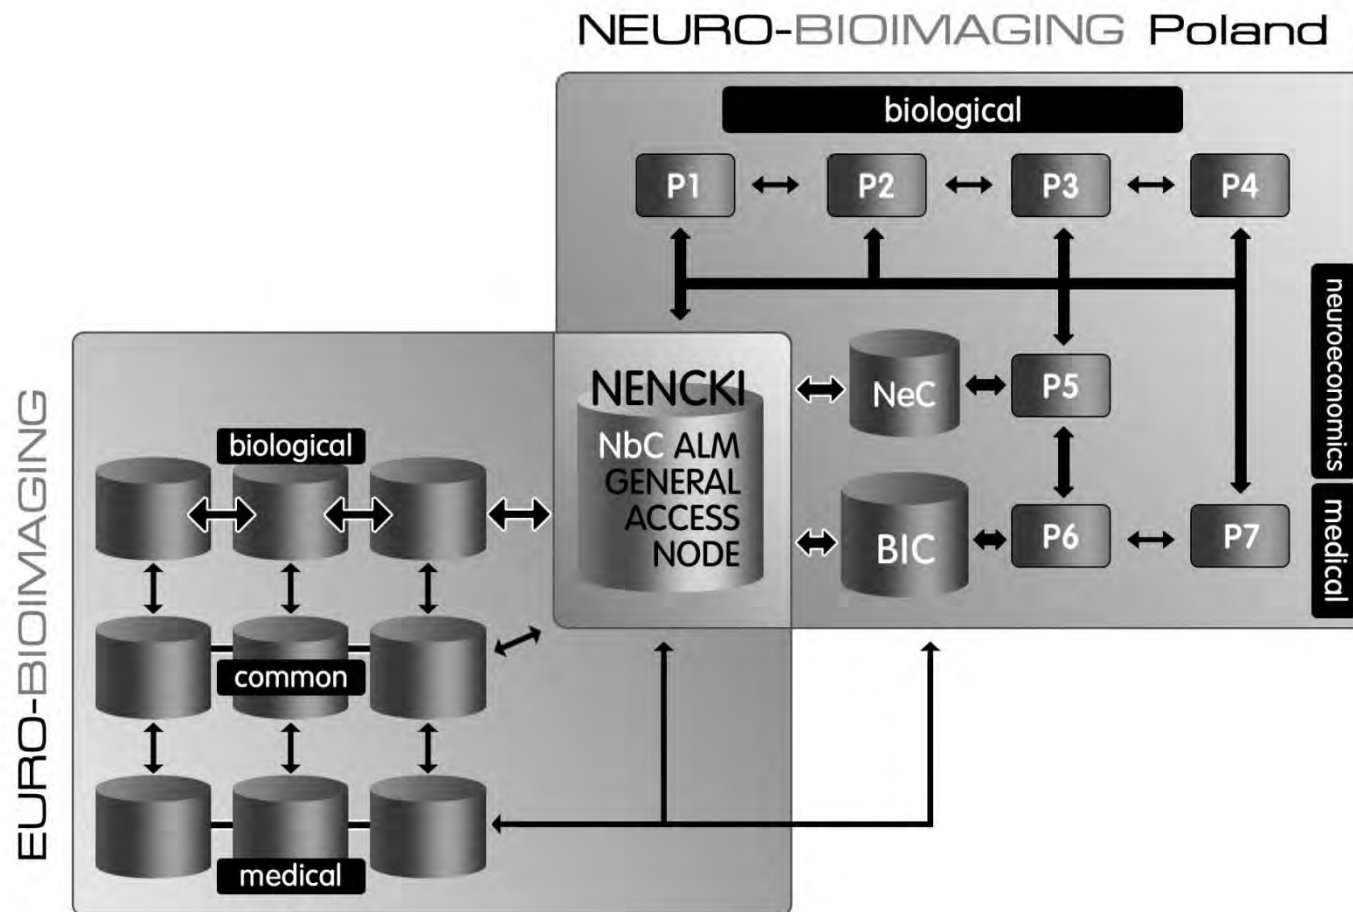 NEURO-BIOIMAGING Poland
biological
P1
P2
P3
P4
neuroeconomics
NENCKI
NbC ALM
GENERAL
ACCESS
NODE
NeC
P5
BIC
P6
P7
medical
EURO-BIOIMAGING
biological
common
medical